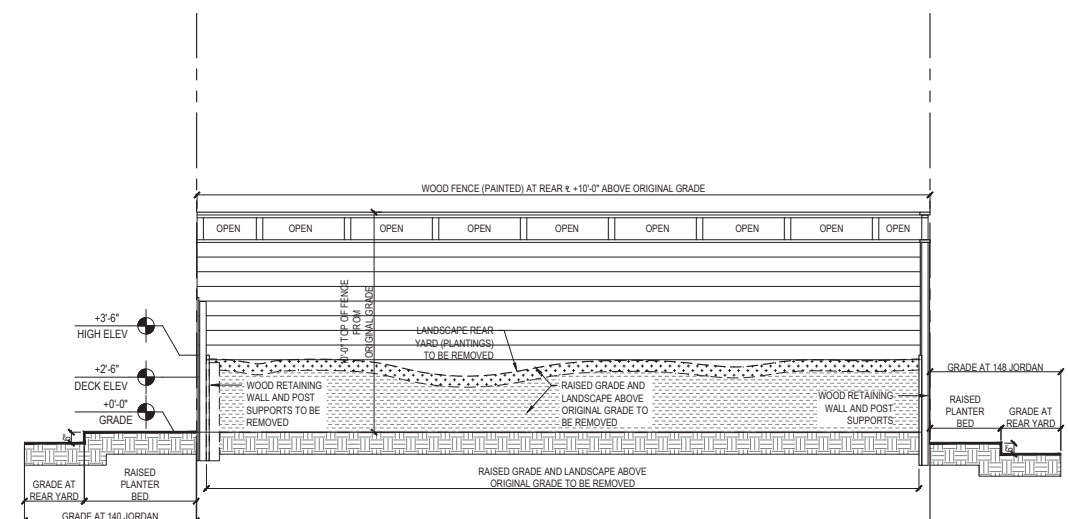 WOOD FENCE (PAINTED) AT REAR ℄ +10'-0" ABOVE ORIGINAL GRADE
OPEN OPEN OPEN OPEN OPEN OPEN OPEN OPEN OPEN
0'-0" TOP OF FENCE
FROM
ORIGINAL GRADE
+3'-6"
HIGH ELEV
+2'-6"
DECK ELEV
+0'-0"
GRADE
LANDSCAPE REAR
YARD (PLANTINGS)
TO BE REMOVED
WOOD RETAINING
WALL AND POST
SUPPORTS TO BE
REMOVED
RAISED GRADE AND
LANDSCAPE ABOVE
ORIGINAL GRADE TO
BE REMOVED
WOOD RETAINING
WALL AND POST
SUPPORTS
GRADE AT 148 JORDAN
RAISED
PLANTER
BED
GRADE AT
REAR YARD
RAISED GRADE AND LANDSCAPE ABOVE
ORIGINAL GRADE TO BE REMOVED
GRADE AT
REAR YARD
RAISED
PLANTER
BED
GRADE AT 140 JORDAN